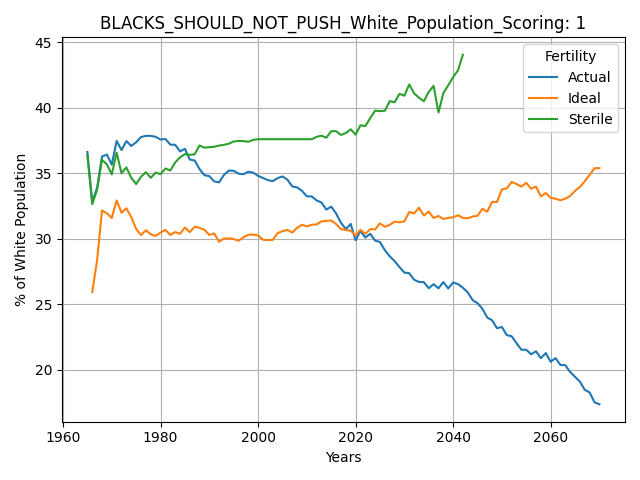 BLACKS_SHOULD_NOT_PUSH_White_Population_Scoring: 1
45
40
35
30
25
20
% of White Population
Fertility
Actual
Ideal
Sterile
1960 1980 2000 2020 2040 2060
Years